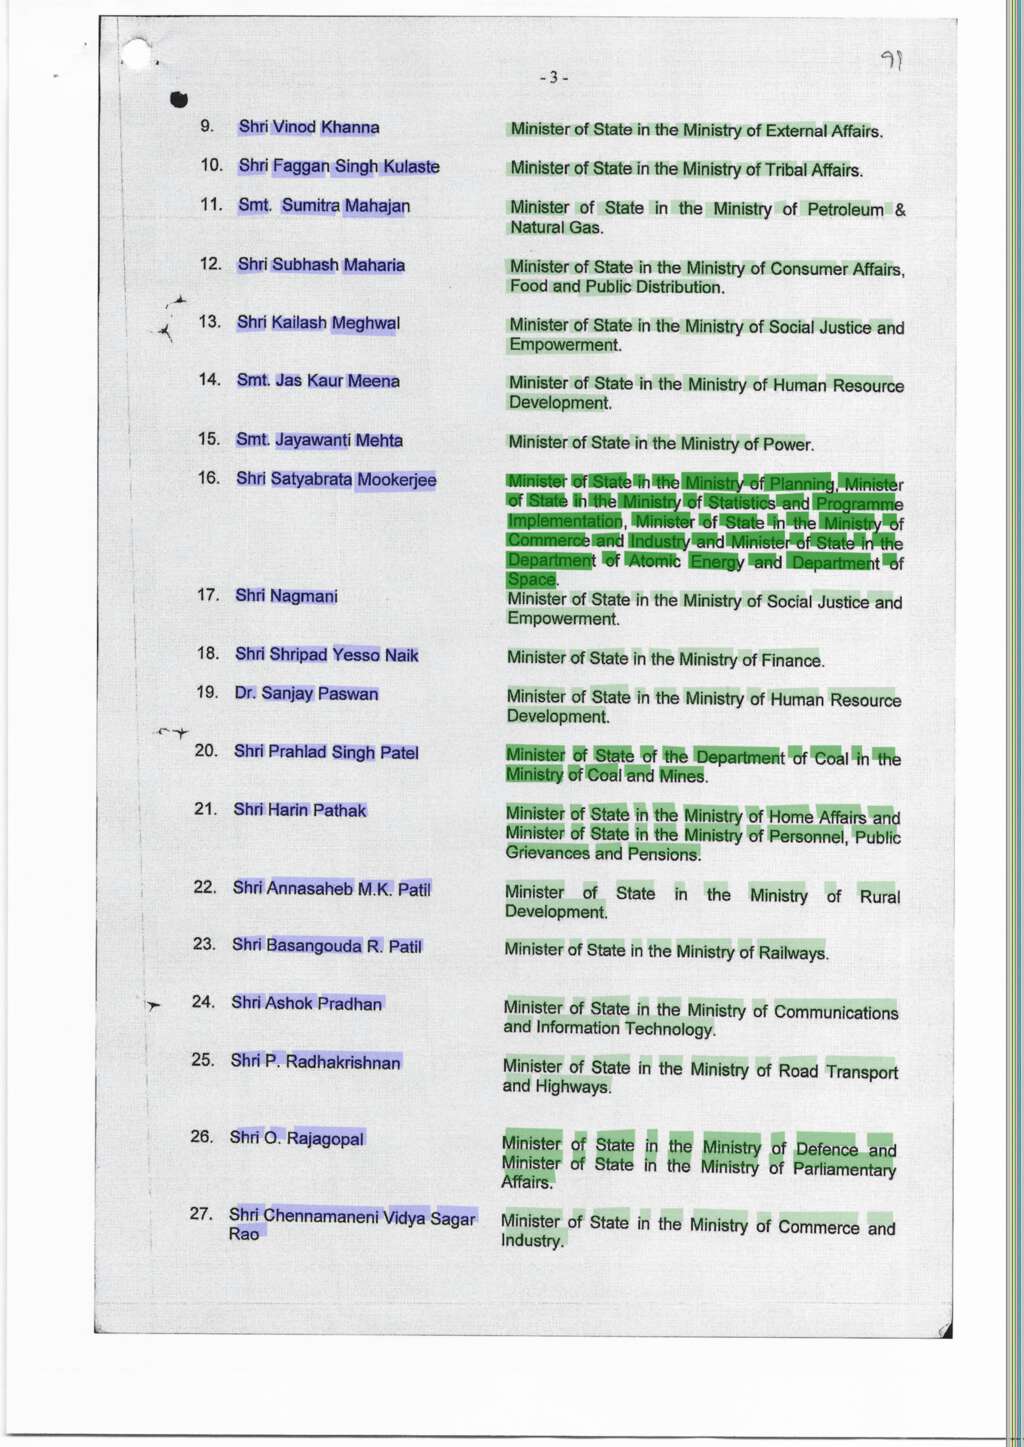 -3-
91
9. Shri Vinod Khanna Minister of State in the Ministry of External Affairs.
10. Shri Faggan Singh Kulaste Minister of State in the Ministry of Tribal Affairs.
11. Smt. Sumitra Mahajan Minister of State in the Ministry of Petroleum &
Natural Gas.
12. Shri Subhash Maharia Minister of State in the Ministry of Consumer Affairs,
Food and Public Distribution.
13. Shri Kailash Meghwal Minister of State in the Ministry of Social Justice and
Empowerment.
14. Smt. Jas Kaur Meena Minister of State in the Ministry of Human Resource
Development.
15. Smt. Jayawanti Mehta Minister of State in the Ministry of Power.
16. Shri Satyabrata Mookerjee Minister of State in the Ministry of Planning, Minister
of State in the Ministry of Statistics and Programme
Implementation, Minister of State in the Ministry of
Commerce and Industry and Minister of State in the
Department of Atomic Energy and Department of
Space.
17. Shri Nagmani Minister of State in the Ministry of Social Justice and
Empowerment.
18. Shri Shripad Yesso Naik Minister of State in the Ministry of Finance.
19. Dr. Sanjay Paswan Minister of State in the Ministry of Human Resource
Development.
20. Shri Prahlad Singh Patel Minister of State of the Department of Coal in the
Ministry of Coal and Mines.
21. Shri Harin Pathak Minister of State in the Ministry of Home Affairs and
Minister of State in the Ministry of Personnel, Public
Grievances and Pensions.
22. Shri Annasaheb M.K. Patil Minister of State in the Ministry of Rural
Development.
23. Shri Basangouda R. Patil Minister of State in the Ministry of Railways.
24. Shri Ashok Pradhan Minister of State in the Ministry of Communications
and Information Technology.
25. Shri P. Radhakrishnan Minister of State in the Ministry of Road Transport
and Highways.
26. Shri O. Rajagopal Minister of State in the Ministry of Defence and
Minister of State in the Ministry of Parliamentary
Affairs.
27. Shri Chennamaneni Vidya Sagar Minister of State in the Ministry of Commerce and
Rao Industry.